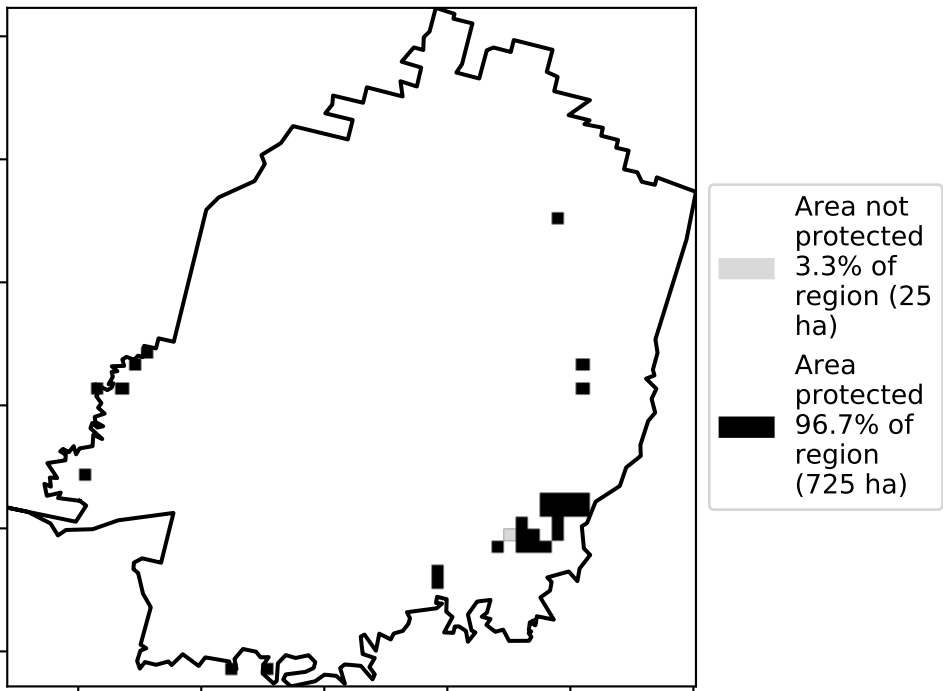 Area not
protected
3.3% of
region (25
ha)
Area
protected
96.7% of
region
(725 ha)